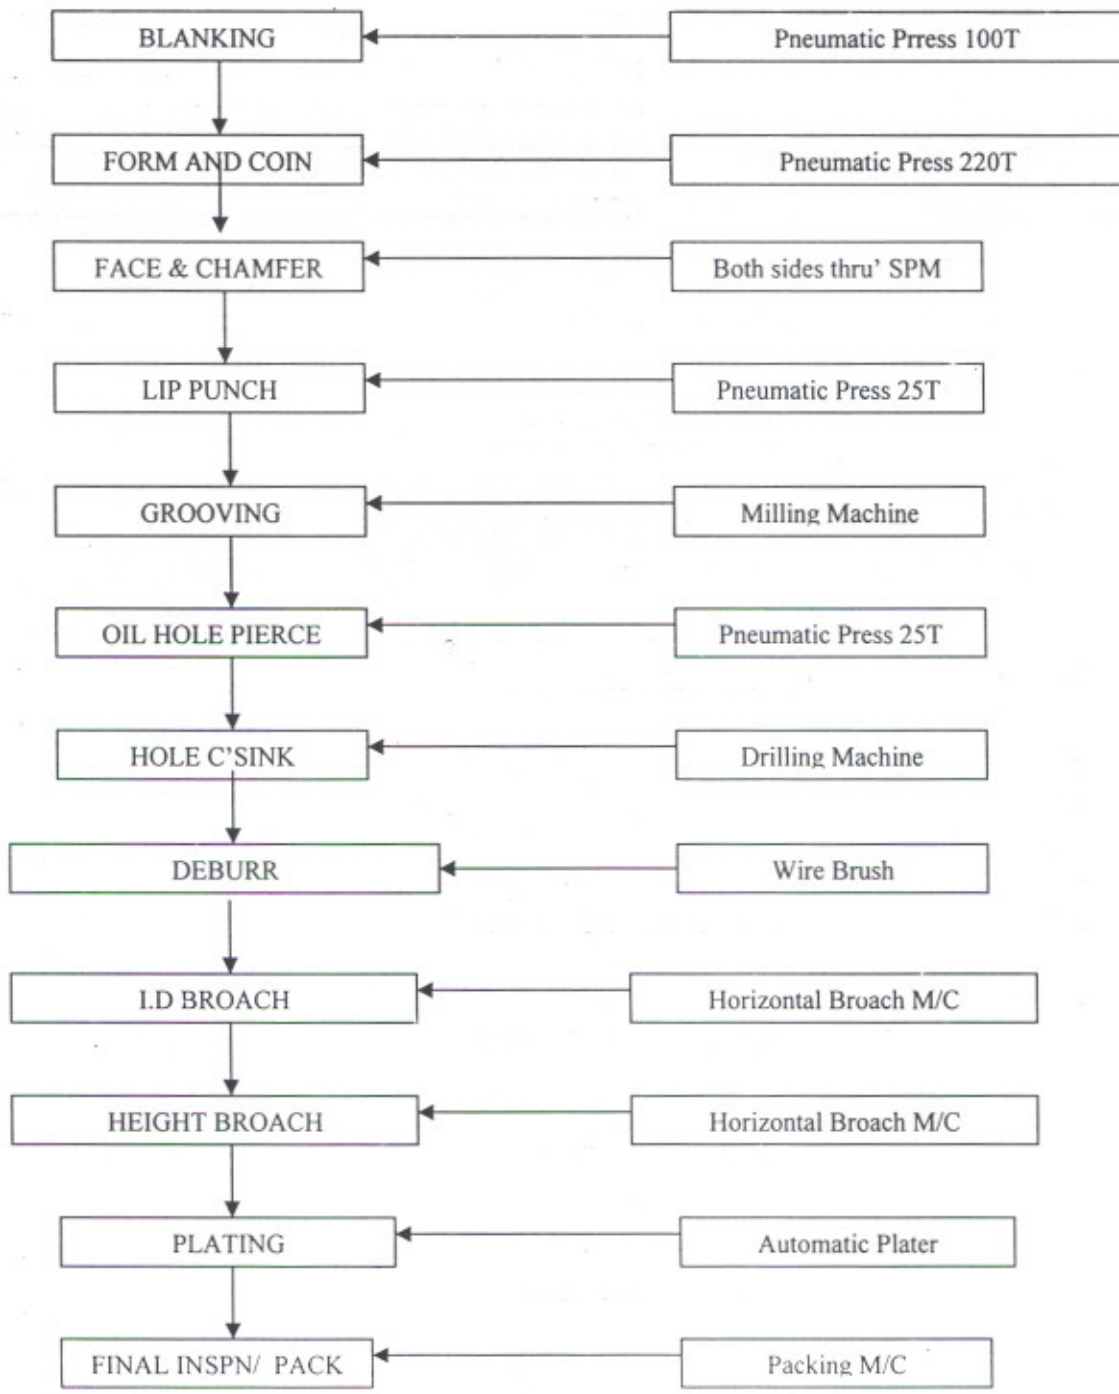 BLANKING
Pneumatic Prress 100T
FORM AND COIN
Pneumatic Press 220T
FACE & CHAMFER
Both sides thru' SPM
LIP PUNCH
Pneumatic Press 25T
GROOVING
Milling Machine
OIL HOLE PIERCE
Pneumatic Press 25T
HOLE C'SINK
Drilling Machine
DEBURR
Wire Brush
I.D BROACH
Horizontal Broach M/C
HEIGHT BROACH
Horizontal Broach M/C
PLATING
Automatic Plater
FINAL INSPN/ PACK
Packing M/C